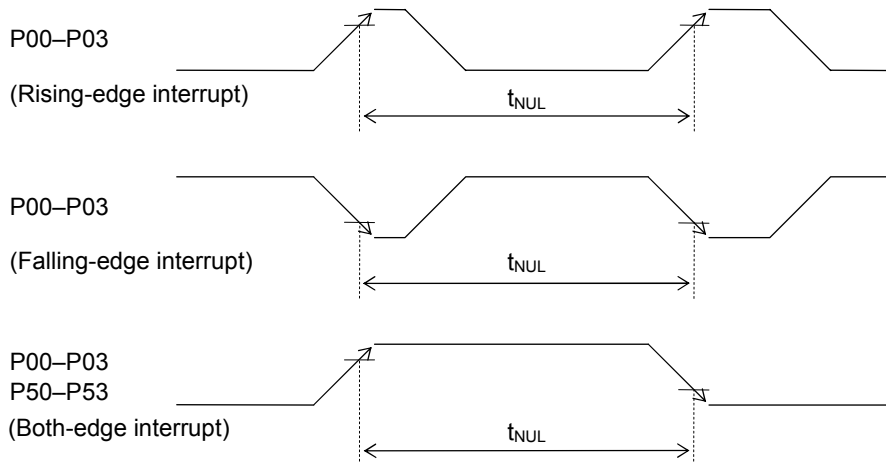 P00–P03
(Rising-edge interrupt)
tNUL
P00–P03
(Falling-edge interrupt)
tNUL
P00–P03
P50–P53
(Both-edge interrupt)
tNUL